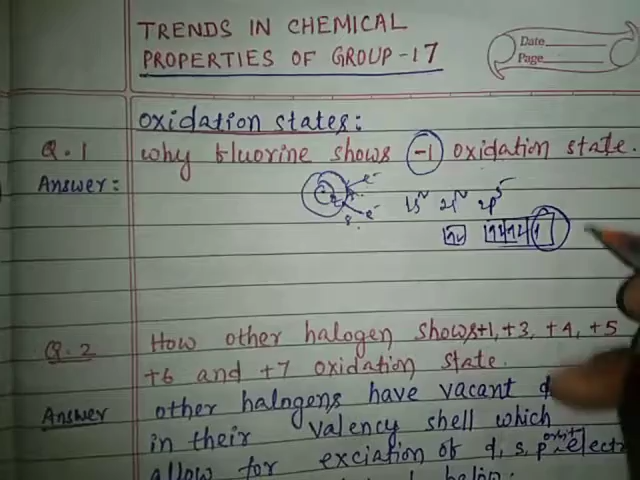 TRENDS IN CHEMICAL
PROPERTIES OF GROUP-17
Date
Page
oxidation states:
Q.1 why fluorine shows -1 oxidation state.
Answer:
e-
e-
1s² 2s² 2p⁵
Q.2 How other halogen shows +1, +3, +4, +5
+6 and +7 oxidation state.
Answer other halogens have vacant d
in their valency shell which
allow for exciation of d, s, p orbit electr